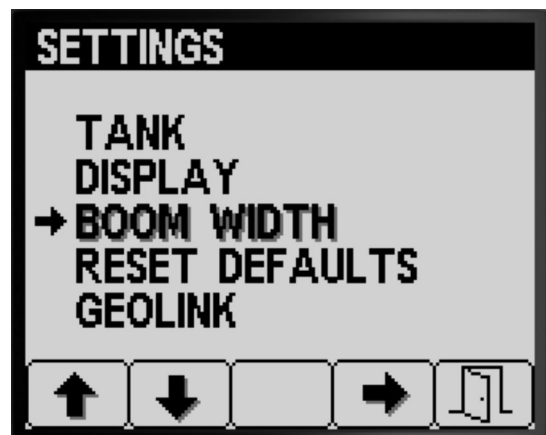 SETTINGS
TANK
DISPLAY
BOOM WIDTH
RESET DEFAULTS
GEOLINK